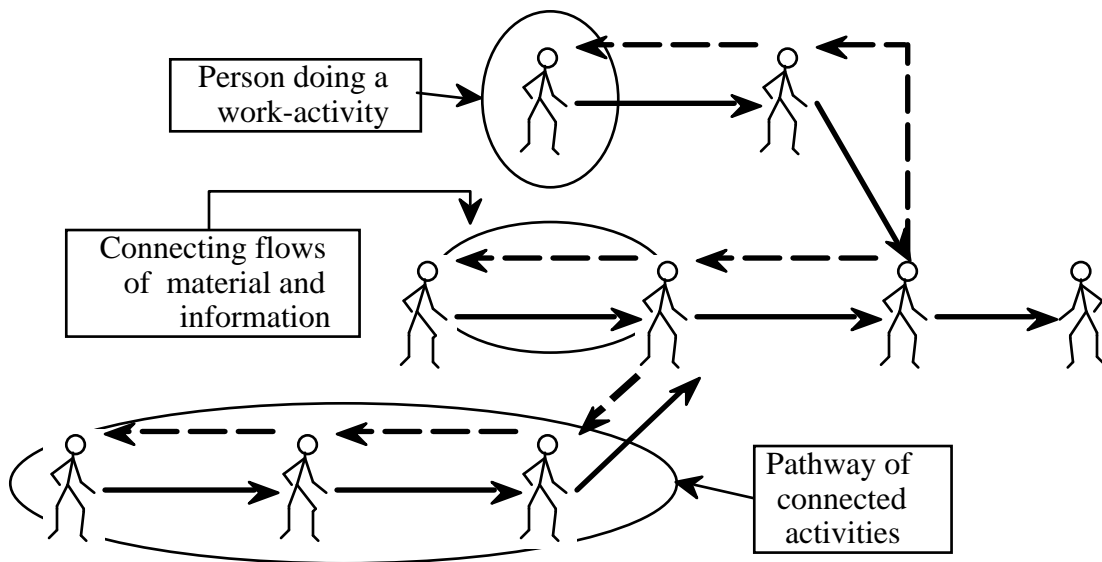 Person doing a
work-activity
Connecting flows
of material and
information
Pathway of
connected
activities